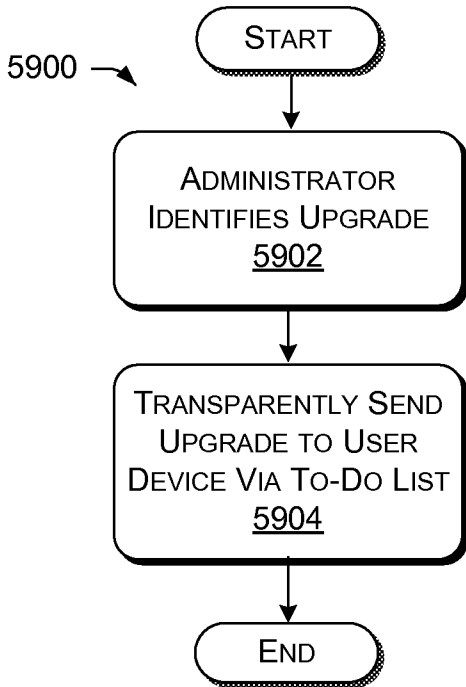 START
5900
ADMINISTRATOR
IDENTIFIES UPGRADE
5902
TRANSPARENTLY SEND
UPGRADE TO USER
DEVICE VIA TO-DO LIST
5904
END